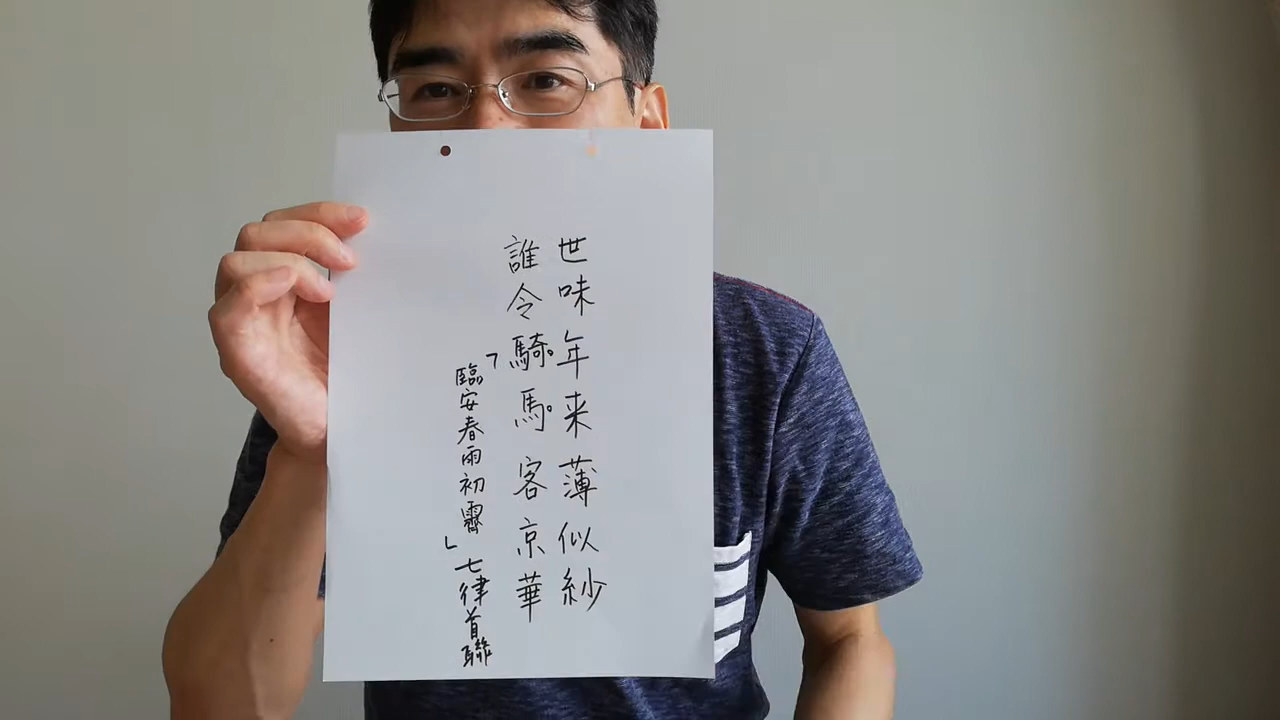 世味年来薄似紗
誰令騎。馬。客京華
「臨安春雨初霽」七律首聯